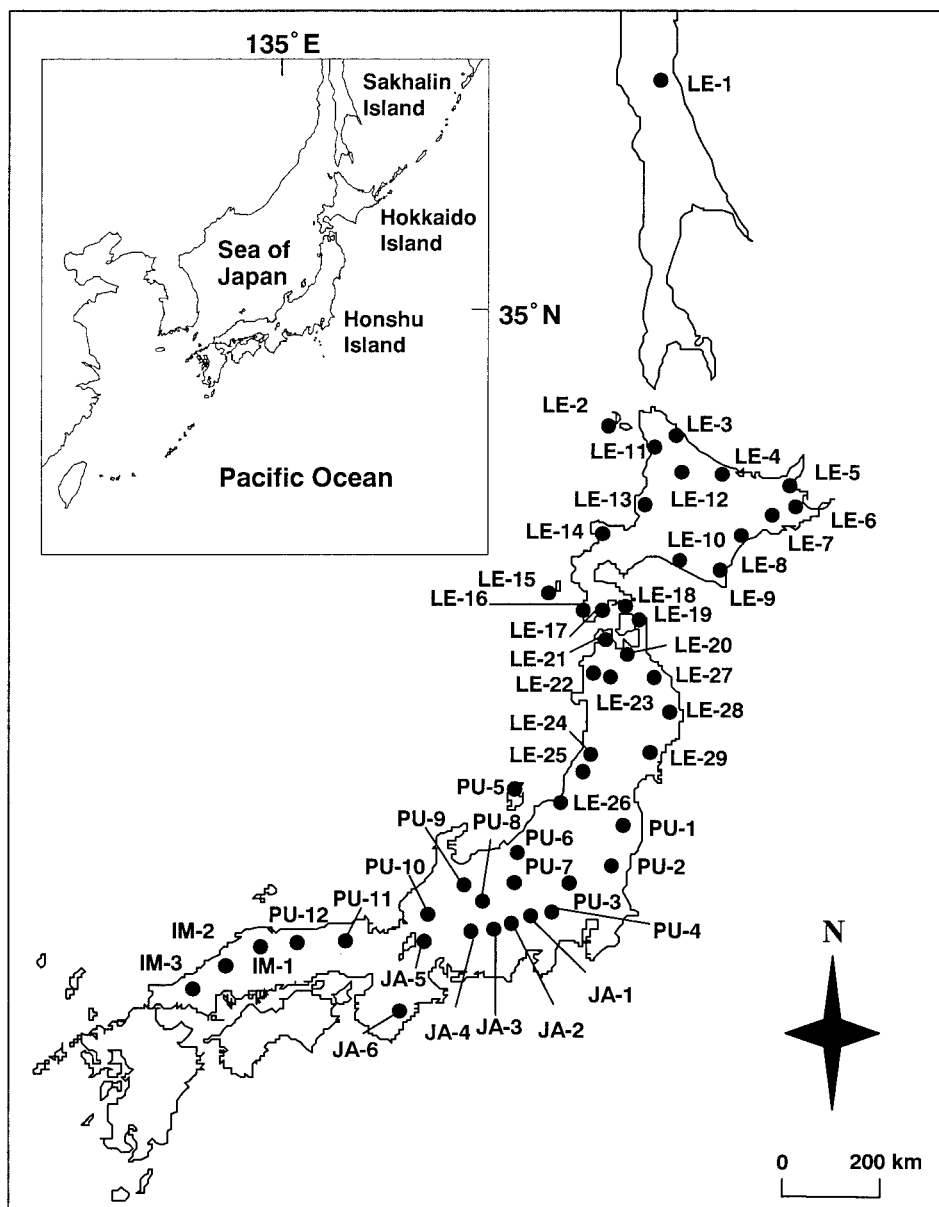 135°E
Sakhalin
Island
LE-1
Hokkaido
Island
Sea of
Japan
35°N
Honshu
Island
Pacific Ocean
LE-2
LE-3
LE-11
LE-4
LE-5
LE-13
LE-12
LE-6
LE-14
LE-10
LE-7
LE-8
LE-15
LE-9
LE-16
LE-18
LE-19
LE-17
LE-20
LE-21
LE-22
LE-27
LE-23
LE-28
LE-24
LE-25
LE-29
PU-5
LE-26
PU-9
PU-8
PU-1
PU-6
PU-10
PU-7
PU-2
PU-11
PU-3
PU-12
PU-4
IM-2
IM-3
IM-1
JA-5
JA-1
JA-4
JA-3
JA-2
JA-6
N
0 200 km